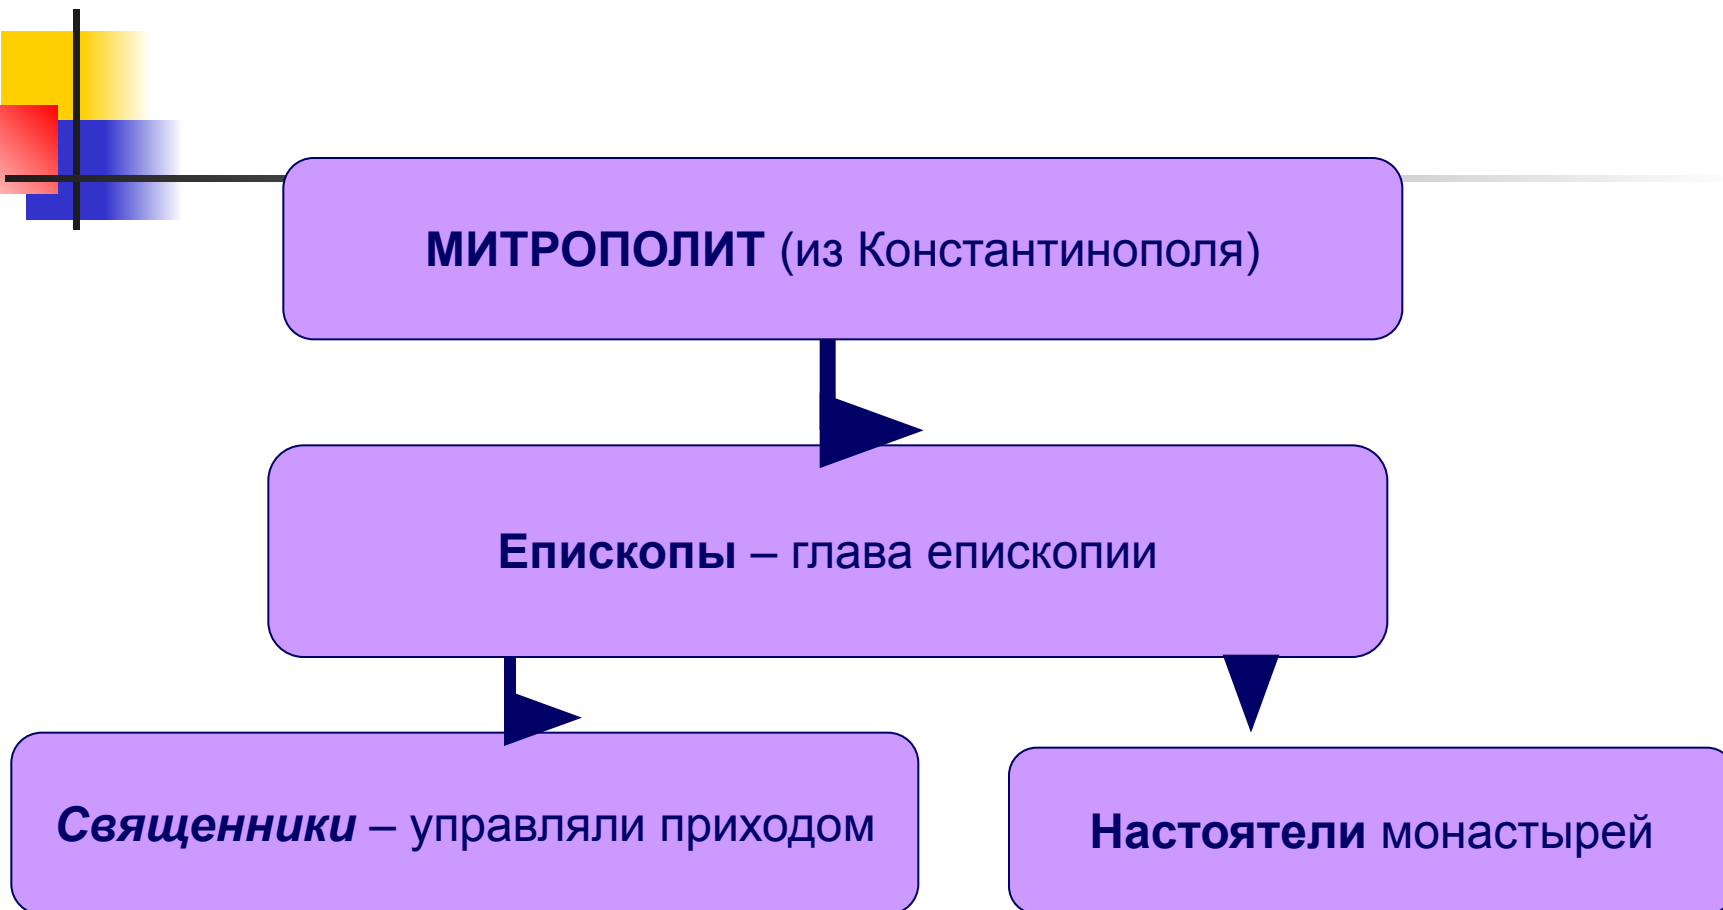 МИТРОПОЛИТ (из Константинополя)
Епископы – глава епископии
Священники – управляли приходом
Настоятели монастырей